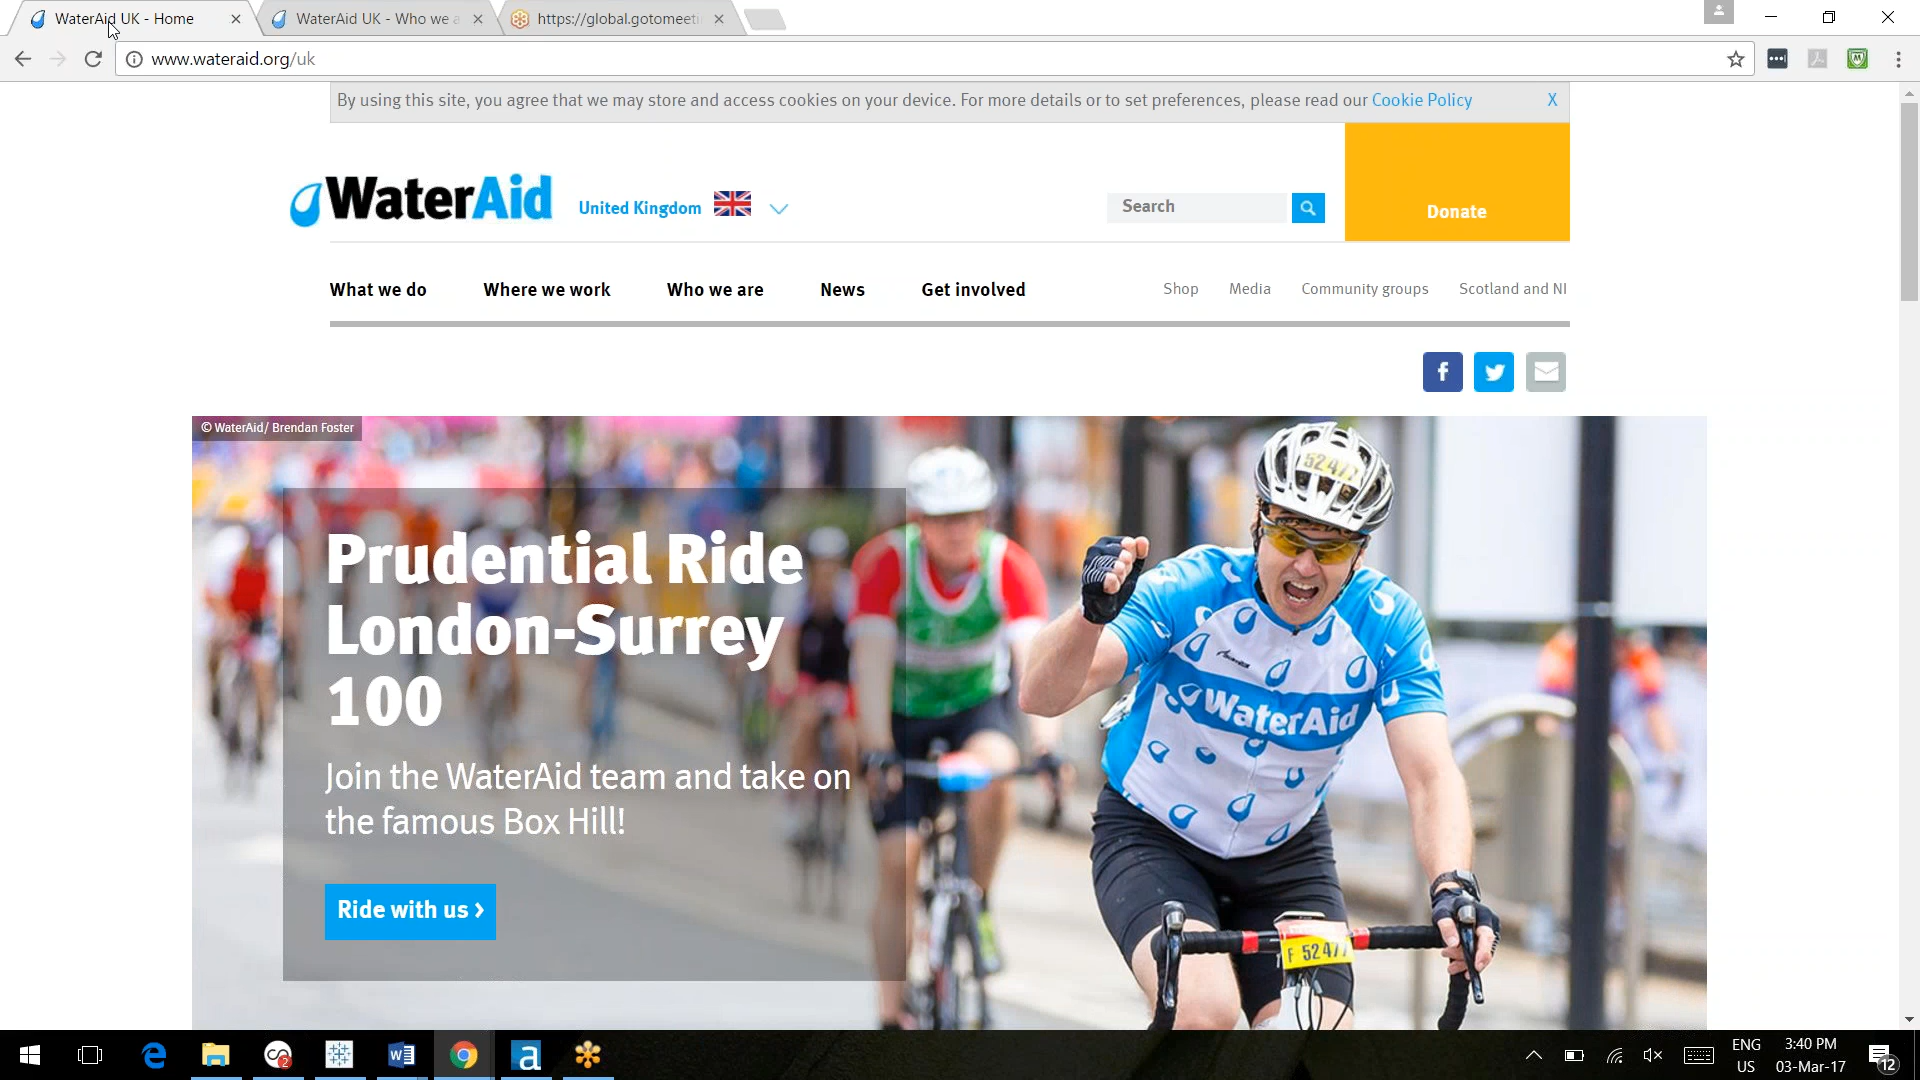 WaterAid UK - Home
WaterAid UK - Who we a
https://global.gotomeeti
www.wateraid.org/uk
By using this site, you agree that we may store and access cookies on your device. For more details or to set preferences, please read our Cookie Policy X
WaterAid
United Kingdom
Search
Donate
What we do
Where we work
Who we are
News
Get involved
Shop
Media
Community groups
Scotland and NI
© WaterAid/ Brendan Foster
Prudential Ride
London-Surrey
100
Join the WaterAid team and take on
the famous Box Hill!
Ride with us ›
WaterAid
F 52477
ENG
US
3:40 PM
03-Mar-17
12